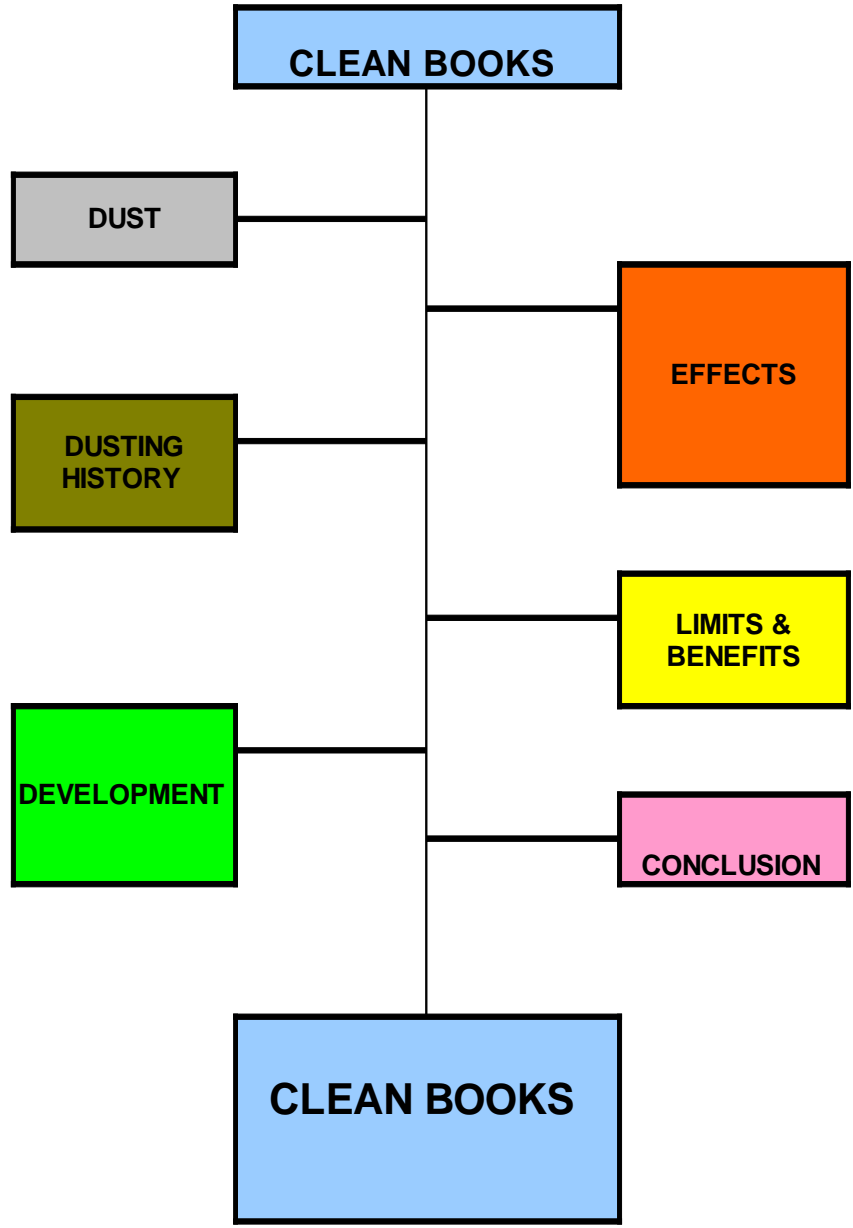 CLEAN BOOKS
DUST
EFFECTS
DUSTING
HISTORY
LIMITS &
BENEFITS
DEVELOPMENT
CONCLUSION
CLEAN BOOKS